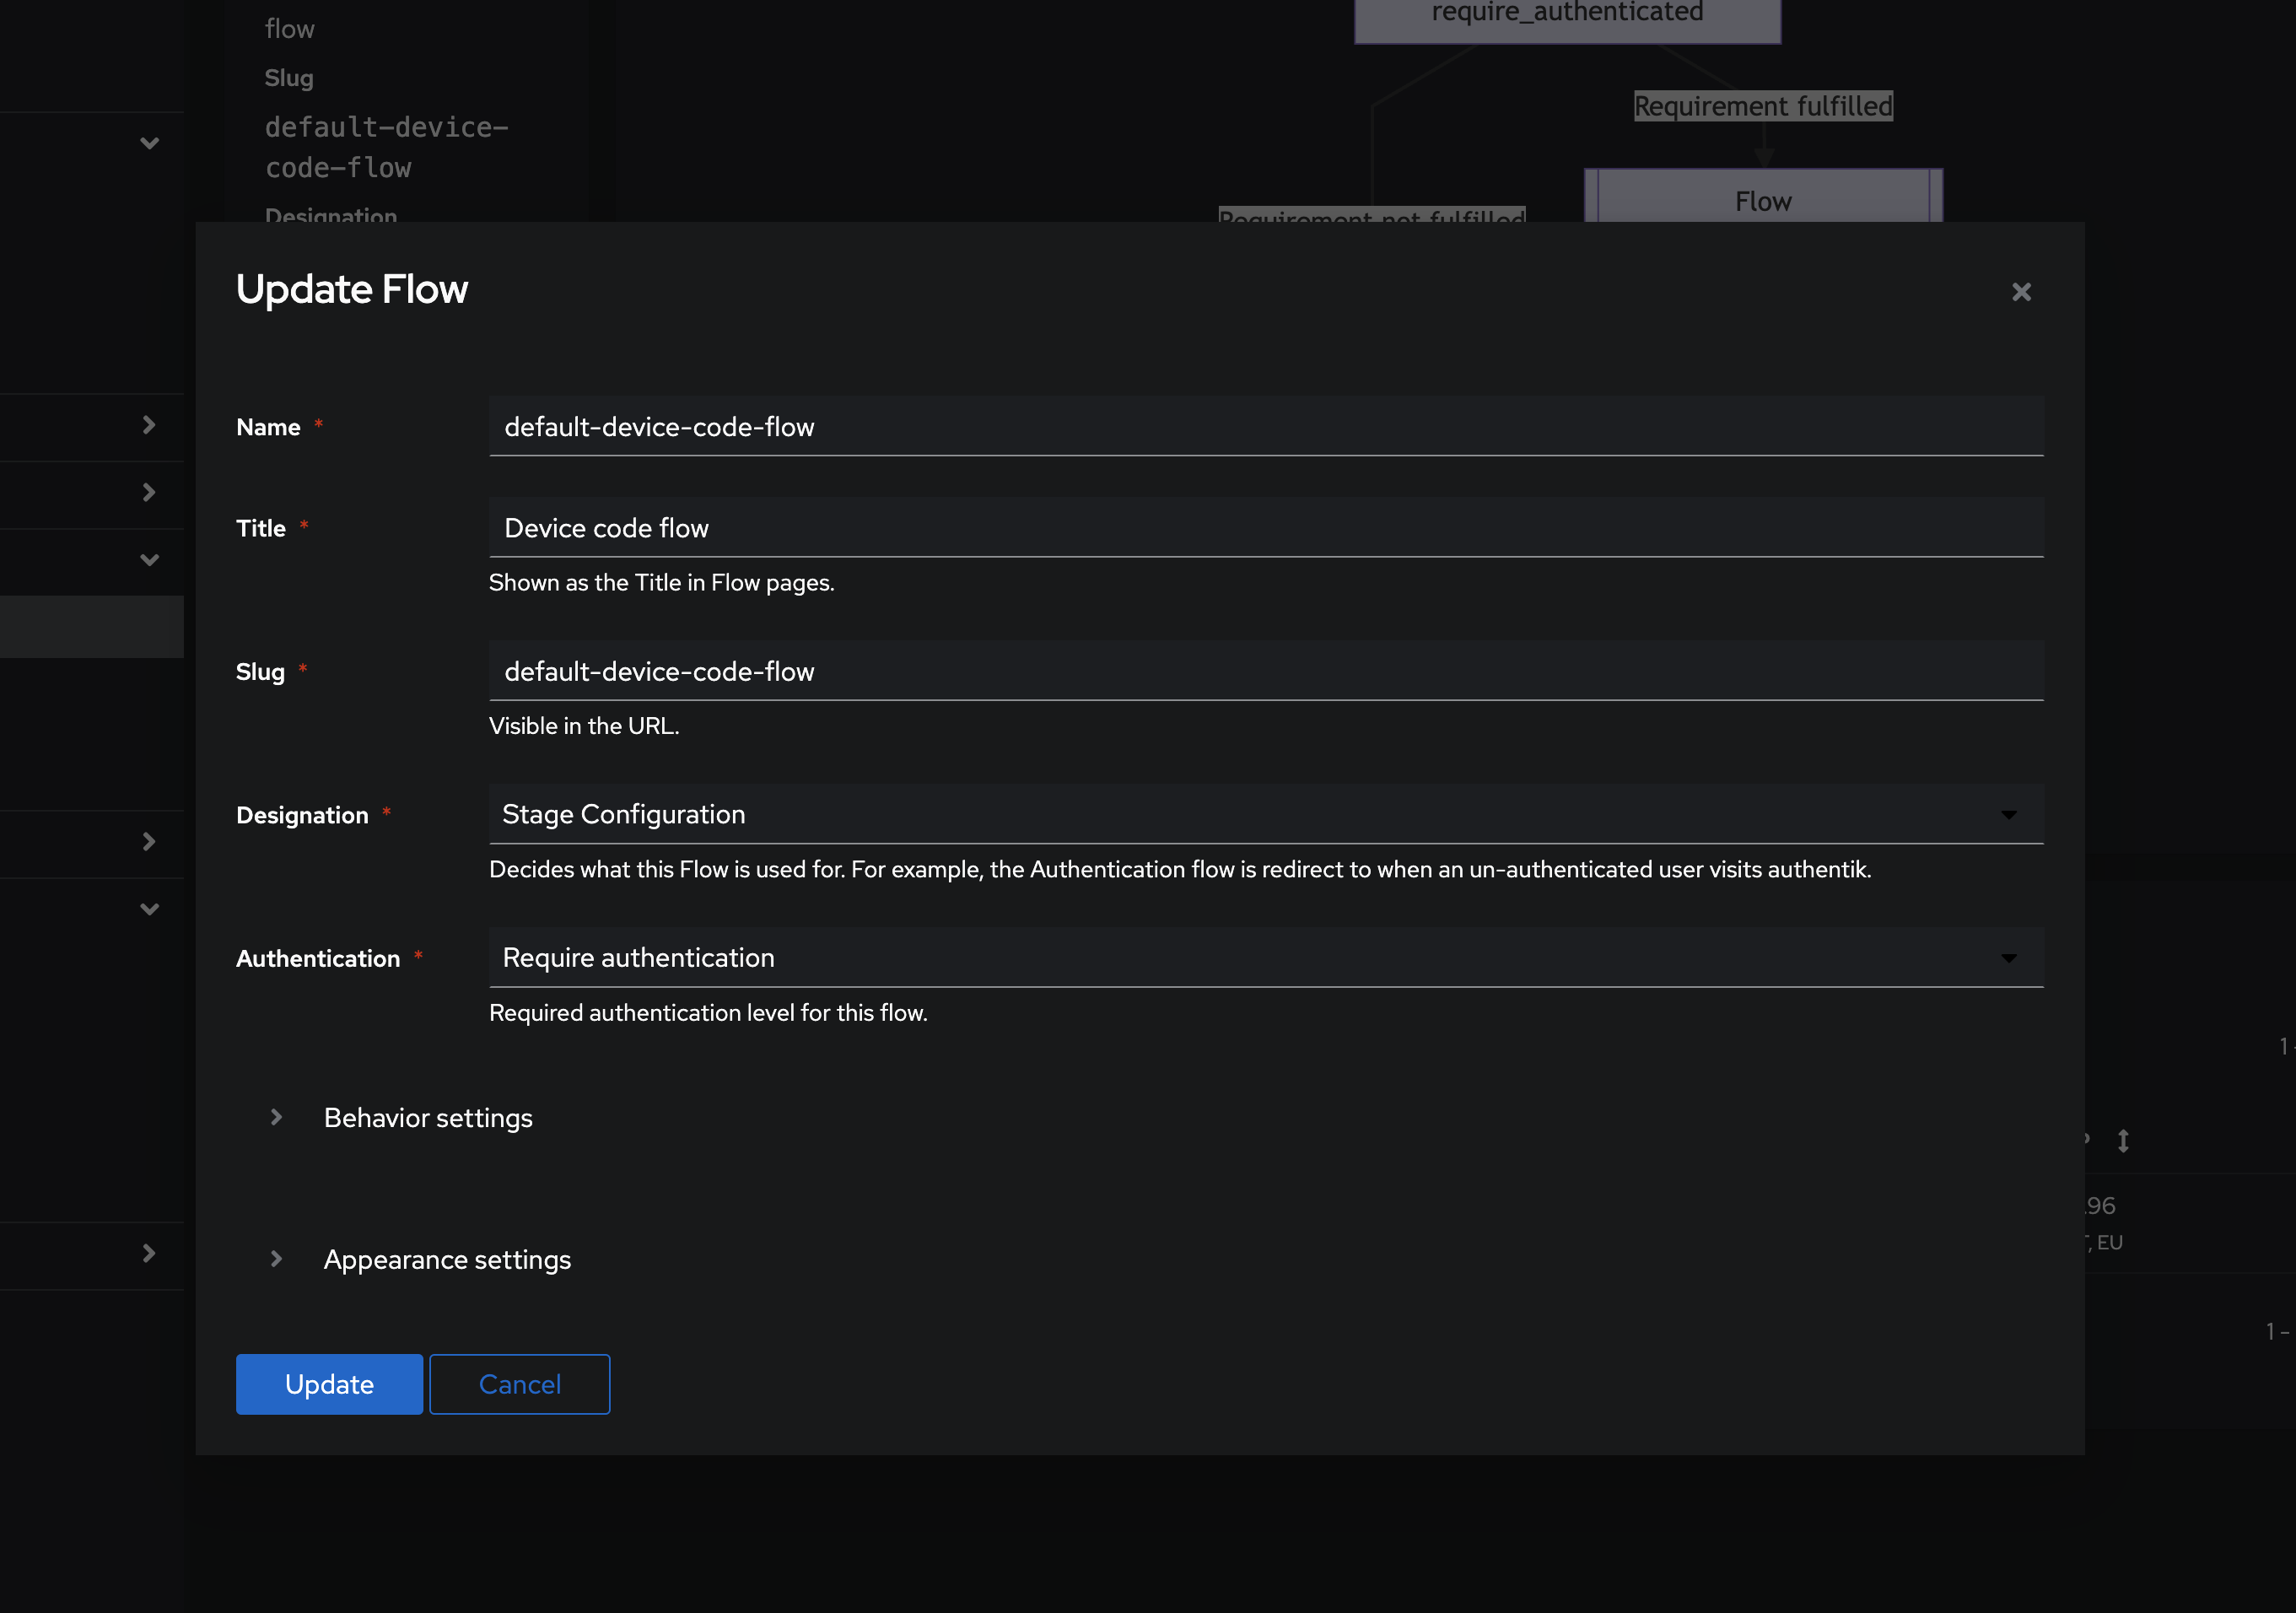 flow
Slug
default-device-
code-flow
Designation
require_authenticated
Requirement fulfilled
Requirement not fulfilled
Flow
Update Flow
Name *
default-device-code-flow
Title *
Device code flow
Shown as the Title in Flow pages.
Slug *
default-device-code-flow
Visible in the URL.
Designation *
Stage Configuration
Decides what this Flow is used for. For example, the Authentication flow is redirect to when an un-authenticated user visits authentik.
Authentication *
Require authentication
Required authentication level for this flow.
Behavior settings
Appearance settings
Update
Cancel
1 -
.96
, EU
1 -